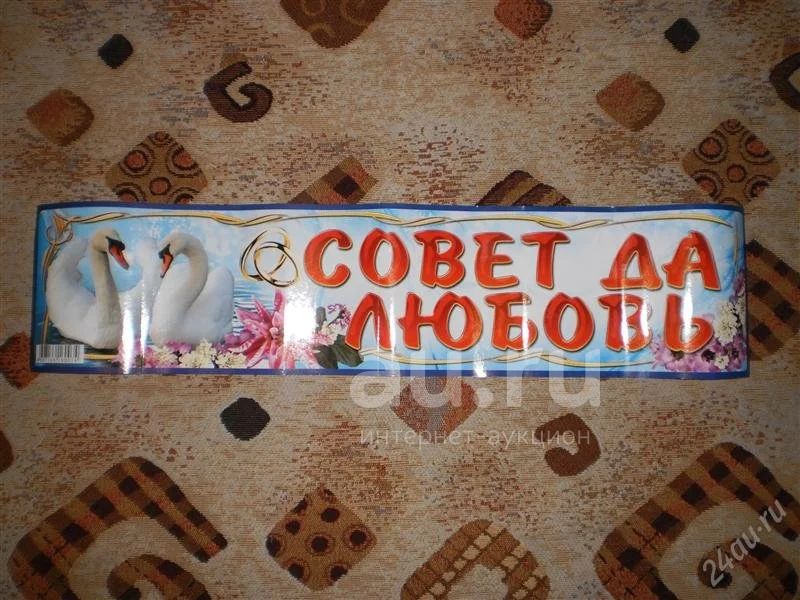 СОВЕТ ДА
ЛЮБОВЬ
au.ru
интернет аукцион
24au.ru